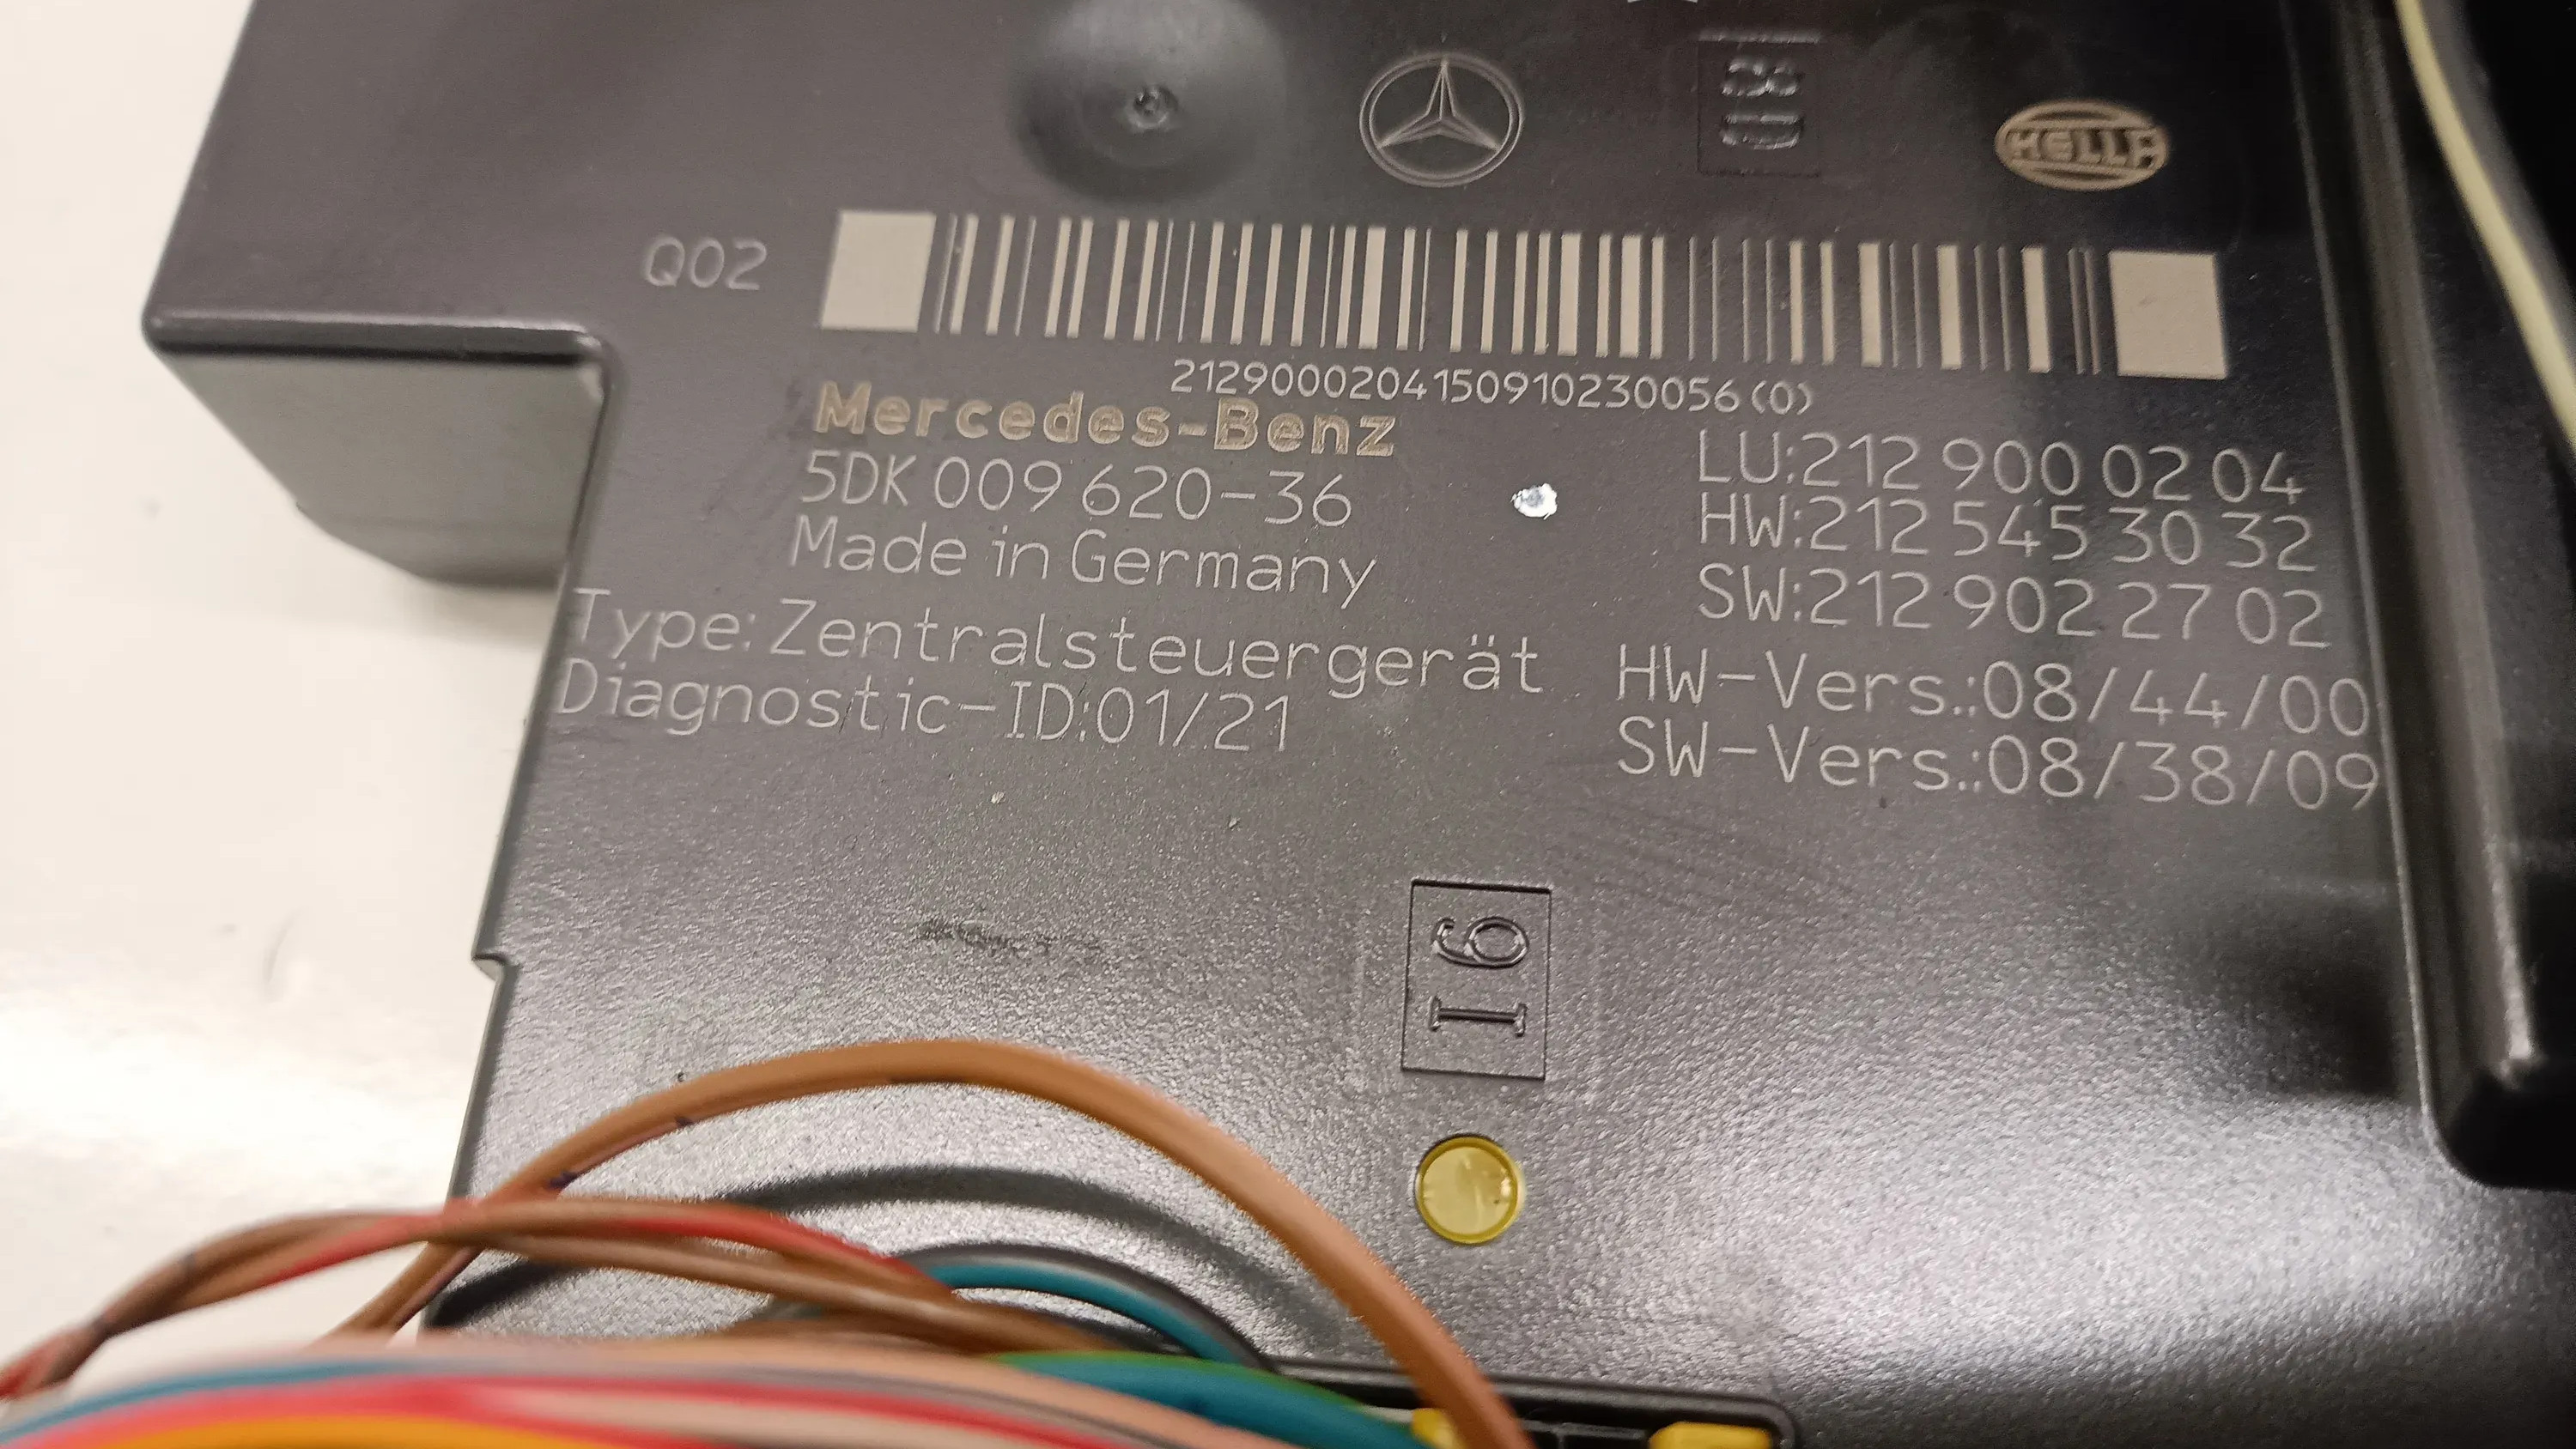 18
HELLA
Q02
2129000204150910230056(0)
Mercedes-Benz
5DK 009 620-36
Made in Germany
Type:Zentralsteuergerät
Diagnostic-ID:01/21
LU:212 900 02 04
HW:212 545 30 32
SW:212 902 27 02
HW-Vers.:08/44/00
SW-Vers.:08/38/09
I6